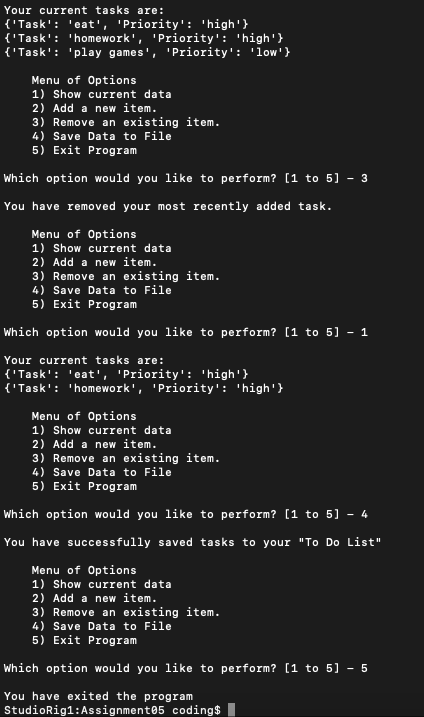 Your current tasks are:
{'Task': 'eat', 'Priority': 'high'}
{'Task': 'homework', 'Priority': 'high'}
{'Task': 'play games', 'Priority': 'low'}
Menu of Options
1) Show current data
2) Add a new item.
3) Remove an existing item.
4) Save Data to File
5) Exit Program
Which option would you like to perform? [1 to 5] – 3
You have removed your most recently added task.
Menu of Options
1) Show current data
2) Add a new item.
3) Remove an existing item.
4) Save Data to File
5) Exit Program
Which option would you like to perform? [1 to 5] – 1
Your current tasks are:
{'Task': 'eat', 'Priority': 'high'}
{'Task': 'homework', 'Priority': 'high'}
Menu of Options
1) Show current data
2) Add a new item.
3) Remove an existing item.
4) Save Data to File
5) Exit Program
Which option would you like to perform? [1 to 5] – 4
You have successfully saved tasks to your "To Do List"
Menu of Options
1) Show current data
2) Add a new item.
3) Remove an existing item.
4) Save Data to File
5) Exit Program
Which option would you like to perform? [1 to 5] – 5
You have exited the program
StudioRig1:Assignment05 coding$